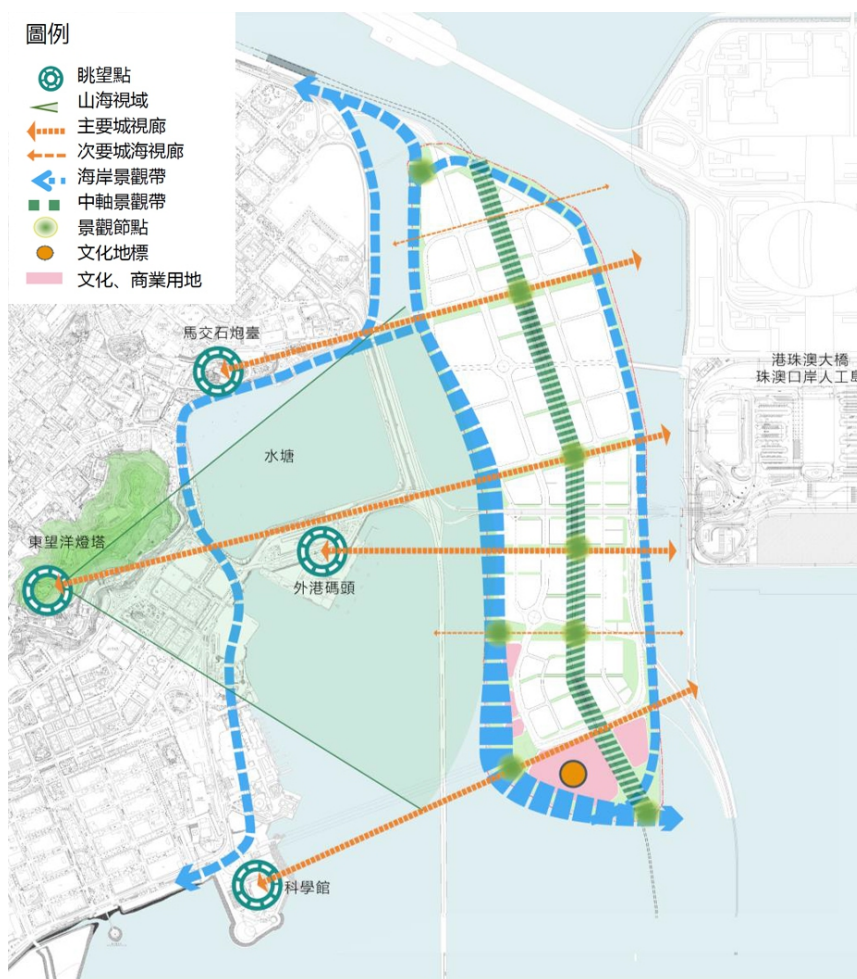 圖例
眺望點
山海視域
主要城視廊
次要城海視廊
海岸景觀帶
中軸景觀帶
景觀節點
文化地標
文化、商業用地
馬交石炮臺
港珠澳大橋
珠澳口岸人工島
水塘
東望洋燈塔
外港碼頭
科學館